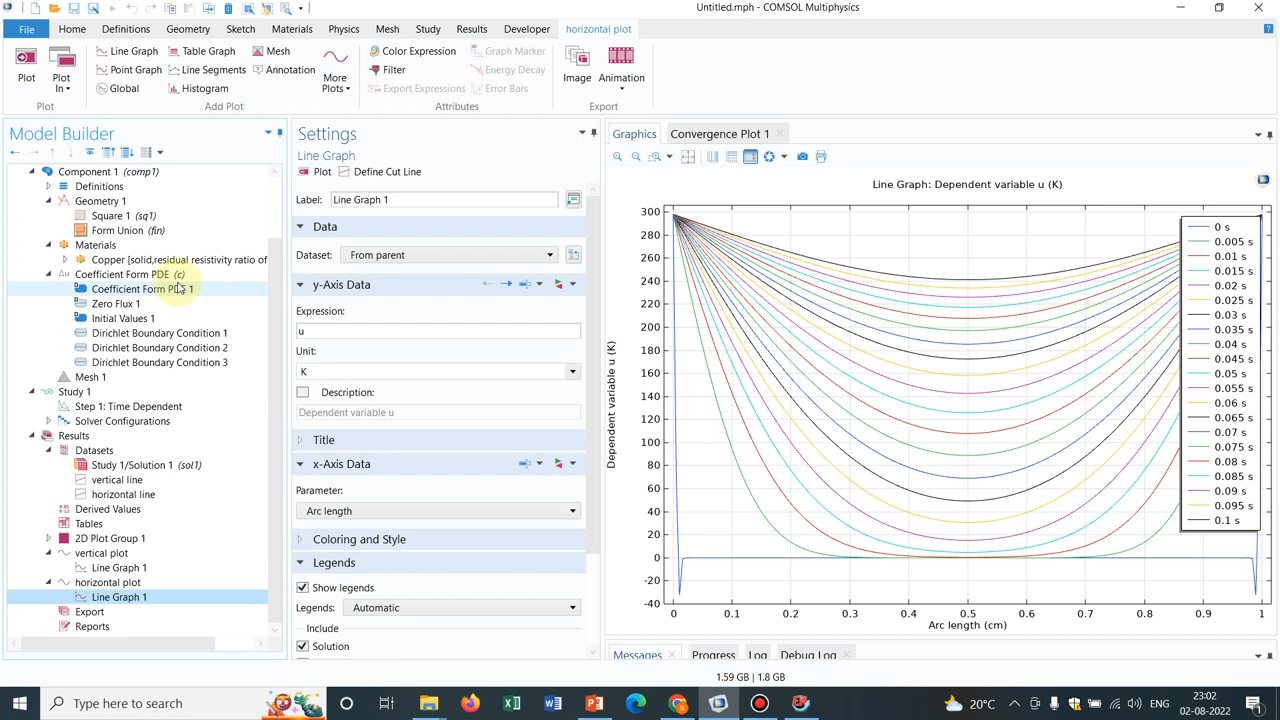 Untitled.mph - COMSOL Multiphysics
File Home Definitions Geometry Sketch Materials Physics Mesh Study Results Developer horizontal plot
Line Graph Table Graph Mesh Color Expression Graph Marker
Plot Plot In Point Graph Line Segments Annotation More Plots Filter Energy Decay Image Animation
Global Histogram Export Expressions Error Bars
Plot Add Plot Attributes Export
Model Builder
Component 1 (comp1)
Definitions
Geometry 1
Square 1 (sq1)
Form Union (fin)
Materials
Copper [solid,residual resistivity ratio of
Coefficient Form PDE (c)
Coefficient Form PDE 1
Zero Flux 1
Initial Values 1
Dirichlet Boundary Condition 1
Dirichlet Boundary Condition 2
Dirichlet Boundary Condition 3
Mesh 1
Study 1
Step 1: Time Dependent
Solver Configurations
Results
Datasets
Study 1/Solution 1 (sol1)
vertical line
horizontal line
Derived Values
Tables
2D Plot Group 1
vertical plot
Line Graph 1
horizontal plot
Line Graph 1
Export
Reports
Settings
Line Graph
Plot Define Cut Line
Label: Line Graph 1
Data
Dataset: From parent
y-Axis Data
Expression:
u
Unit:
K
Description:
Dependent variable u
Title
x-Axis Data
Parameter:
Arc length
Coloring and Style
Legends
Show legends
Legends: Automatic
Include
Solution
Graphics Convergence Plot 1
Line Graph: Dependent variable u (K)
Dependent variable u (K)
300
280
260
240
220
200
180
160
140
120
100
80
60
40
20
0
-20
-40
0 0.1 0.2 0.3 0.4 0.5 0.6 0.7 0.8 0.9 1
Arc length (cm)
0 s
0.005 s
0.01 s
0.015 s
0.02 s
0.025 s
0.03 s
0.035 s
0.04 s
0.045 s
0.05 s
0.055 s
0.06 s
0.065 s
0.07 s
0.075 s
0.08 s
0.085 s
0.09 s
0.095 s
0.1 s
Messages Progress Log Debug Log
1.59 GB | 1.8 GB
Type here to search
20°C
ENG
23:02
02-08-2022